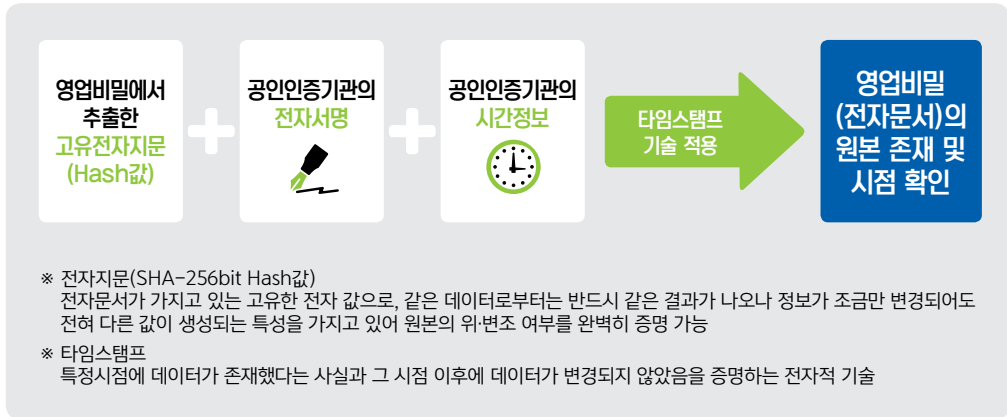 영업비밀에서
추출한
고유전자지문
(Hash값)
공인인증기관의
전자서명
공인인증기관의
시간정보
타임스탬프
기술 적용
영업비밀
(전자문서)의
원본 존재 및
시점 확인
※ 전자지문(SHA-256bit Hash값)
전자문서가 가지고 있는 고유한 전자 값으로, 같은 데이터로부터는 반드시 같은 결과가 나오나 정보가 조금만 변경되어도
전혀 다른 값이 생성되는 특성을 가지고 있어 원본의 위·변조 여부를 완벽히 증명 가능
※ 타임스탬프
특정시점에 데이터가 존재했다는 사실과 그 시점 이후에 데이터가 변경되지 않았음을 증명하는 전자적 기술